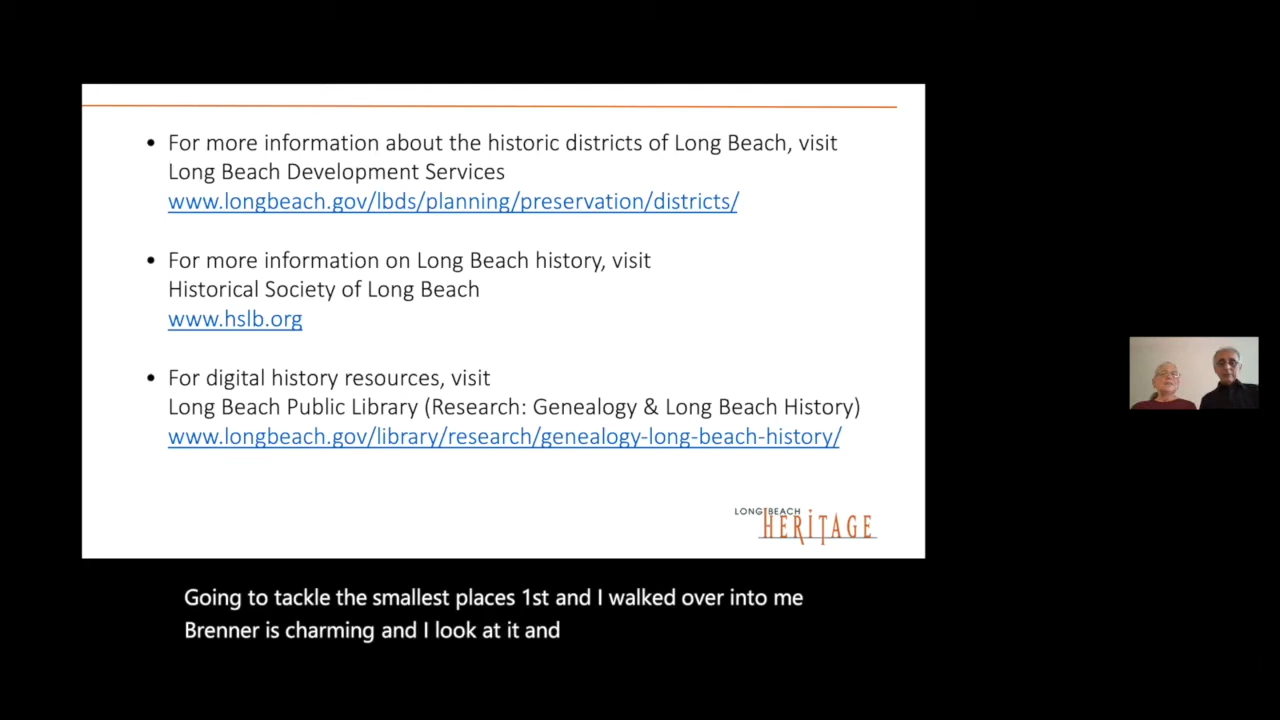 • For more information about the historic districts of Long Beach, visit
Long Beach Development Services
www.longbeach.gov/lbds/planning/preservation/districts/
• For more information on Long Beach history, visit
Historical Society of Long Beach
www.hslb.org
• For digital history resources, visit
Long Beach Public Library (Research: Genealogy & Long Beach History)
www.longbeach.gov/library/research/genealogy-long-beach-history/
LONG BEACH
HERITAGE
Going to tackle the smallest places 1st and I walked over into me
Brenner is charming and I look at it and